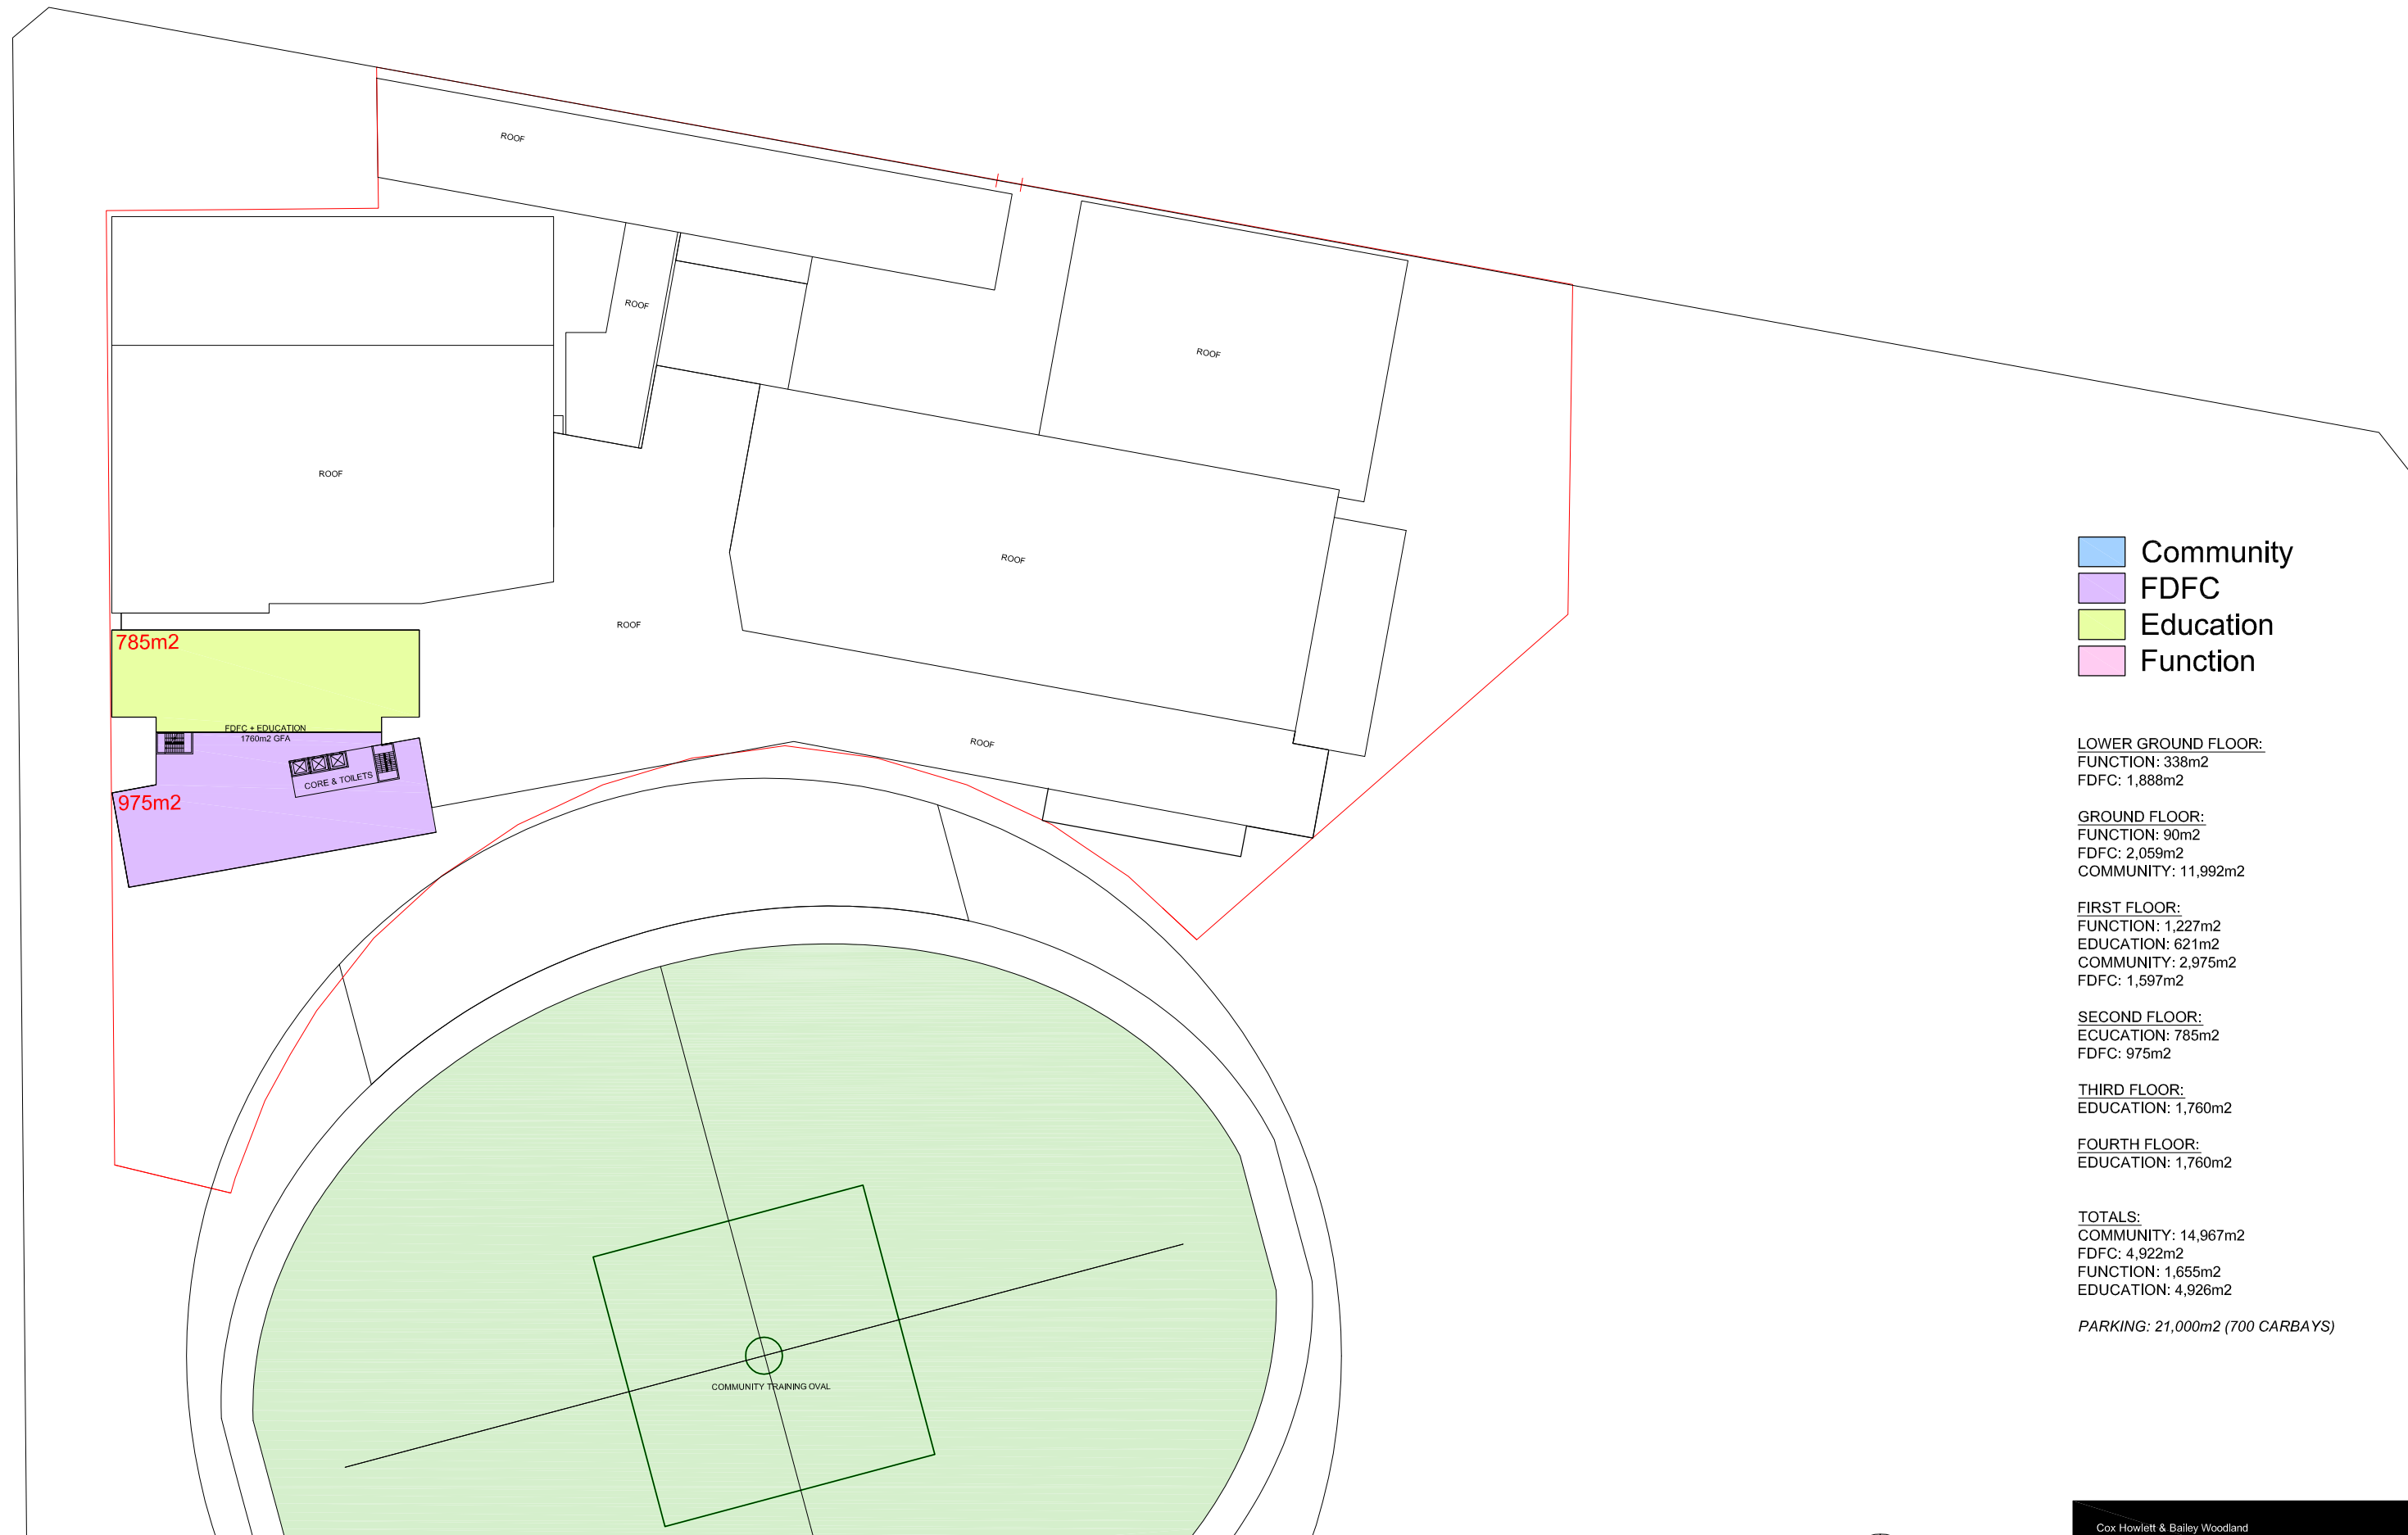 ROOF
ROOF
ROOF
ROOF
ROOF
ROOF
ROOF
785m2
FDFC + EDUCATION
1760m2 GFA
CORE & TOILETS
975m2
COMMUNITY TRAINING OVAL
Community
FDFC
Education
Function
LOWER GROUND FLOOR:
FUNCTION: 338m2
FDFC: 1,888m2
GROUND FLOOR:
FUNCTION: 90m2
FDFC: 2,059m2
COMMUNITY: 11,992m2
FIRST FLOOR:
FUNCTION: 1,227m2
EDUCATION: 621m2
COMMUNITY: 2,975m2
FDFC: 1,597m2
SECOND FLOOR:
ECUCATION: 785m2
FDFC: 975m2
THIRD FLOOR:
EDUCATION: 1,760m2
FOURTH FLOOR:
EDUCATION: 1,760m2
TOTALS:
COMMUNITY: 14,967m2
FDFC: 4,922m2
FUNCTION: 1,655m2
EDUCATION: 4,926m2
PARKING: 21,000m2 (700 CARBAYS)
Cox Howlett & Bailey Woodland